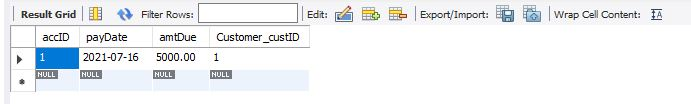 Result Grid Filter Rows: Edit: Export/Import: Wrap Cell Content: IA
accID payDate amtDue Customer_custID
1 2021-07-16 5000.00 1
NULL NULL NULL NULL